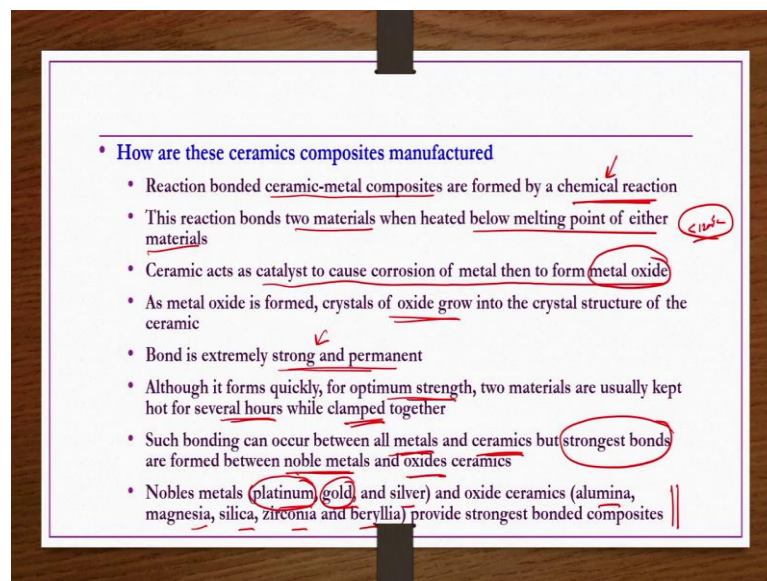 • How are these ceramics composites manufactured
• Reaction bonded ceramic-metal composites are formed by a chemical reaction
• This reaction bonds two materials when heated below melting point of either
materials
• Ceramic acts as catalyst to cause corrosion of metal then to form metal oxide
• As metal oxide is formed, crystals of oxide grow into the crystal structure of the
ceramic
• Bond is extremely strong and permanent
• Although it forms quickly, for optimum strength, two materials are usually kept
hot for several hours while clamped together
• Such bonding can occur between all metals and ceramics but strongest bonds
are formed between noble metals and oxides ceramics
• Nobles metals (platinum, gold, and silver) and oxide ceramics (alumina,
magnesia, silica, zirconia and beryllia) provide strongest bonded composites